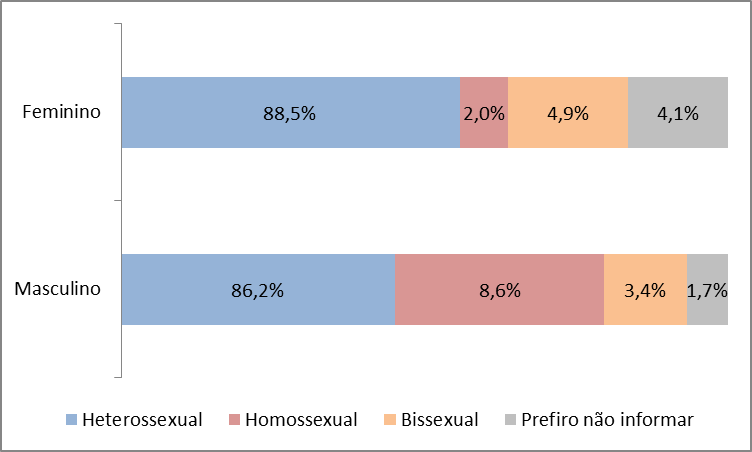 Feminino 88,5% 2,0% 4,9% 4,1%
Masculino 86,2% 8,6% 3,4% 1,7%
Heterossexual Homossexual Bissexual Prefiro não informar